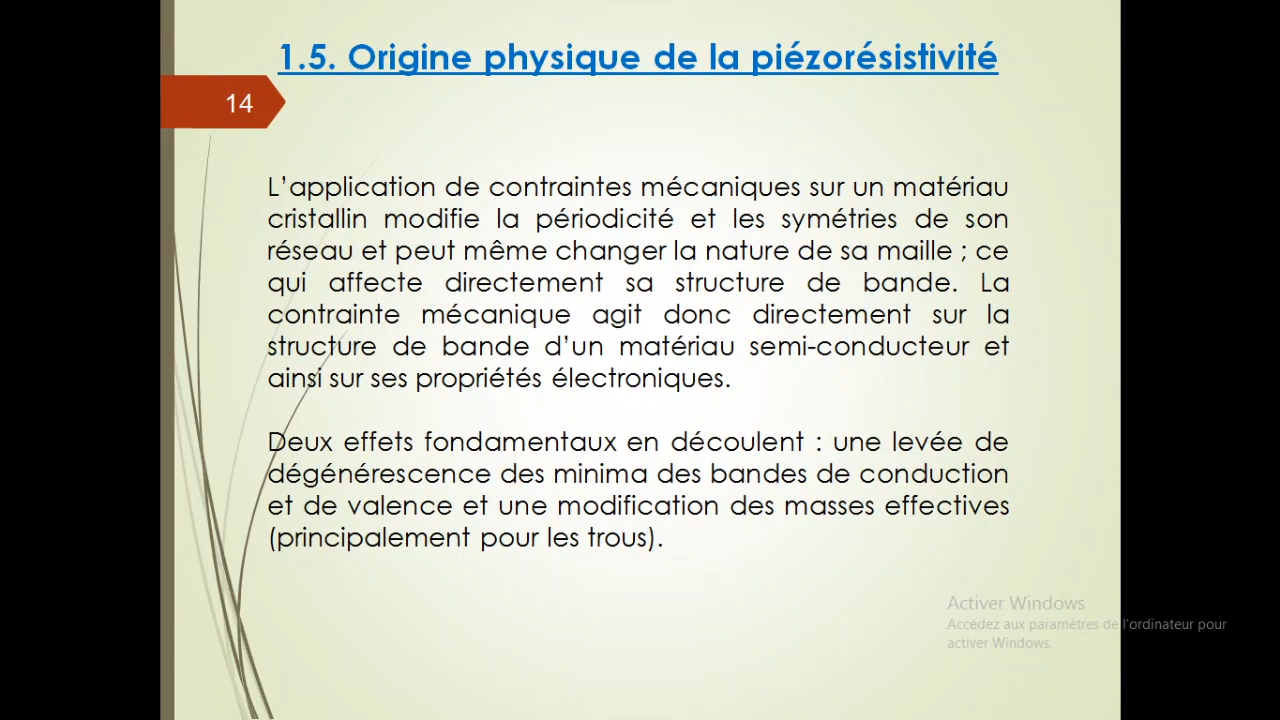 1.5. Origine physique de la piézorésistivité
14
L’application de contraintes mécaniques sur un matériau
cristallin modifie la périodicité et les symétries de son
réseau et peut même changer la nature de sa maille ; ce
qui affecte directement sa structure de bande. La
contrainte mécanique agit donc directement sur la
structure de bande d’un matériau semi-conducteur et
ainsi sur ses propriétés électroniques.
Deux effets fondamentaux en découlent : une levée de
dégénérescence des minima des bandes de conduction
et de valence et une modification des masses effectives
(principalement pour les trous).
Activer Windows
Accédez aux paramètres de l'ordinateur pour
activer Windows.